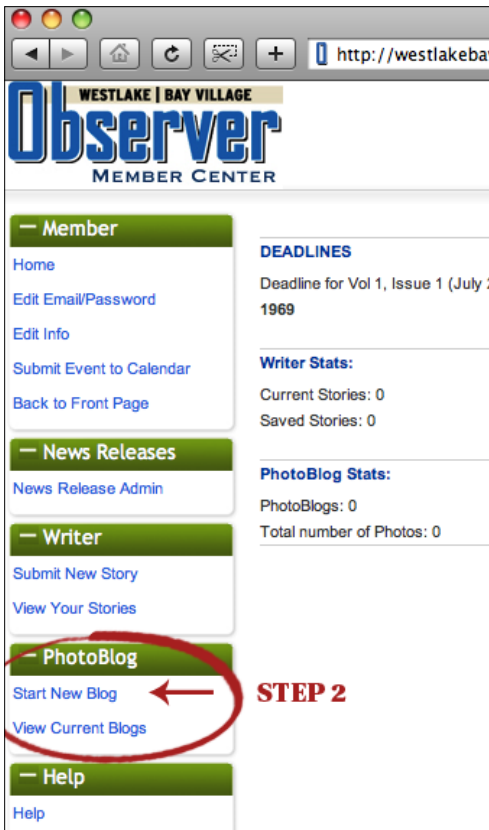 http://westlakeba
WESTLAKE | BAY VILLAGE
Observer
MEMBER CENTER
— Member
Home
Edit Email/Password
Edit Info
Submit Event to Calendar
Back to Front Page
— News Releases
News Release Admin
— Writer
Submit New Story
View Your Stories
— PhotoBlog
Start New Blog
View Current Blogs
— Help
Help
DEADLINES
Deadline for Vol 1, Issue 1 (July
1969
Writer Stats:
Current Stories: 0
Saved Stories: 0
PhotoBlog Stats:
PhotoBlogs: 0
Total number of Photos: 0
STEP 2